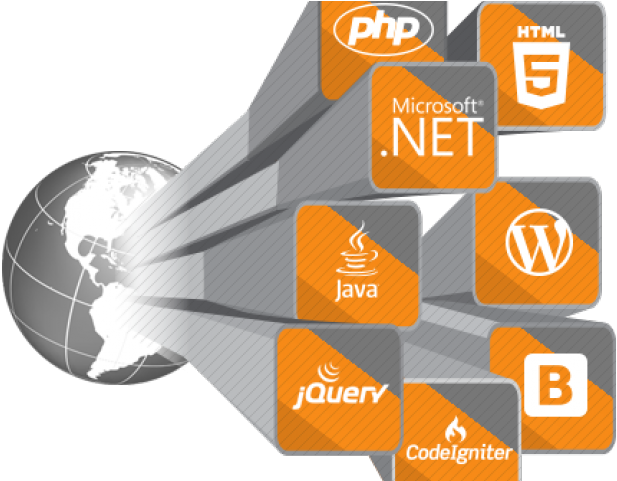 php
HTML
5
Microsoft®
.NET
W
Java
jQuery
B
CodeIgniter